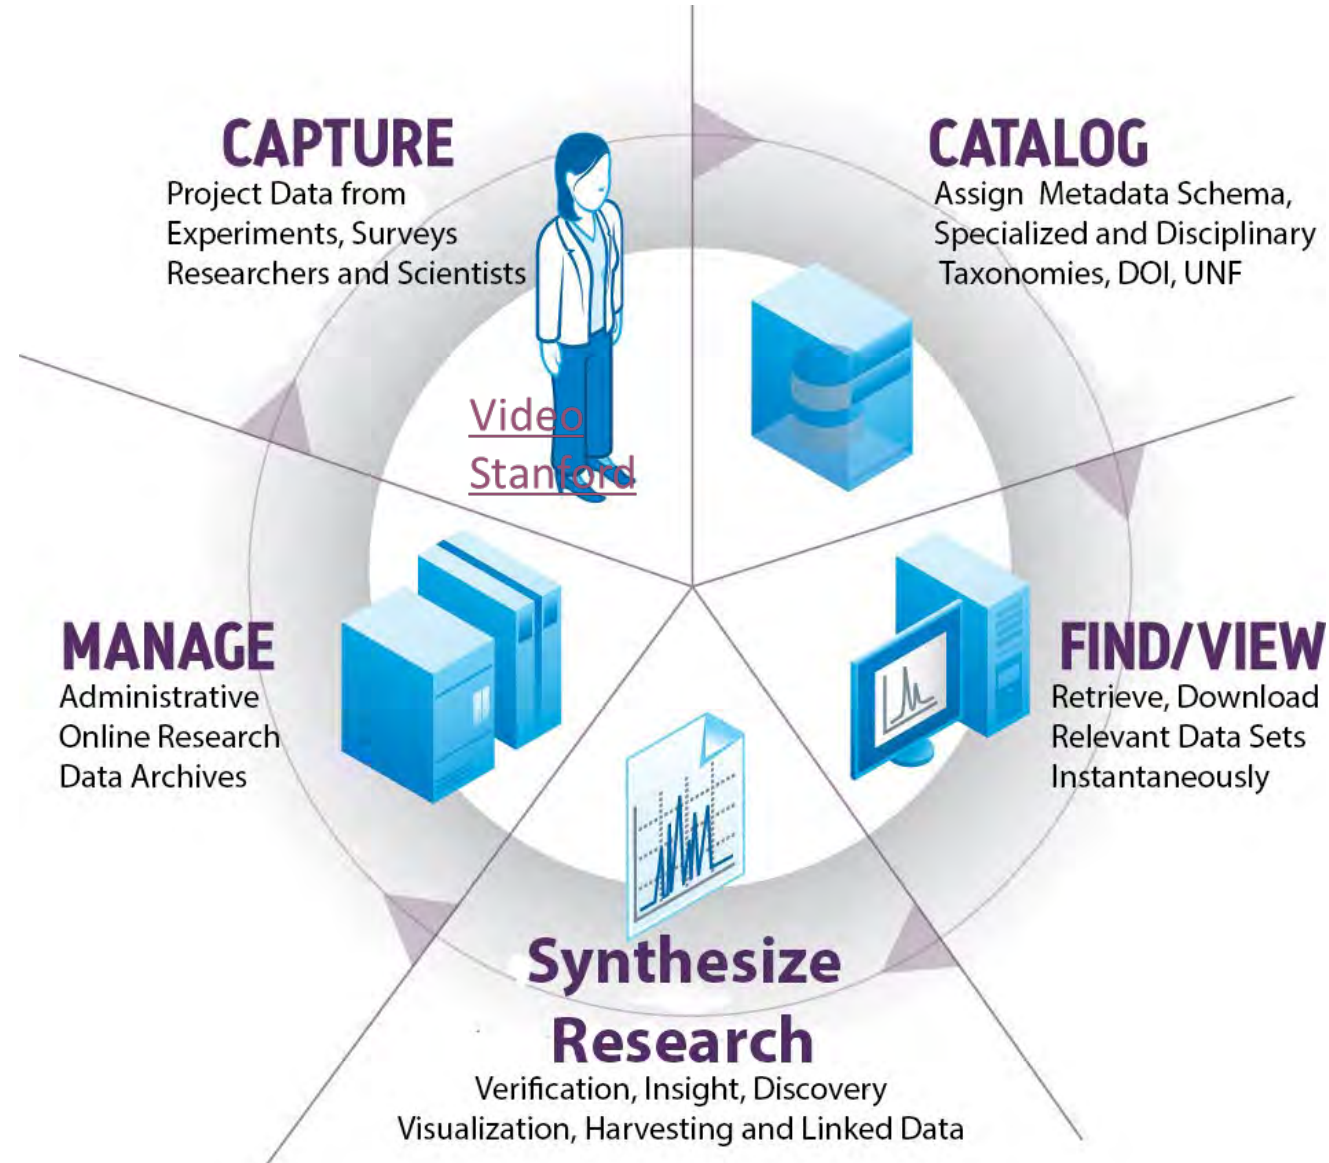 CAPTURE
Project Data from
Experiments, Surveys
Researchers and Scientists
CATALOG
Assign Metadata Schema,
Specialized and Disciplinary
Taxonomies, DOI, UNF
Video
Stanford
MANAGE
Administrative
Online Research
Data Archives
FIND/VIEW
Retrieve, Download
Relevant Data Sets
Instantaneously
Synthesize
Research
Verification, Insight, Discovery
Visualization, Harvesting and Linked Data